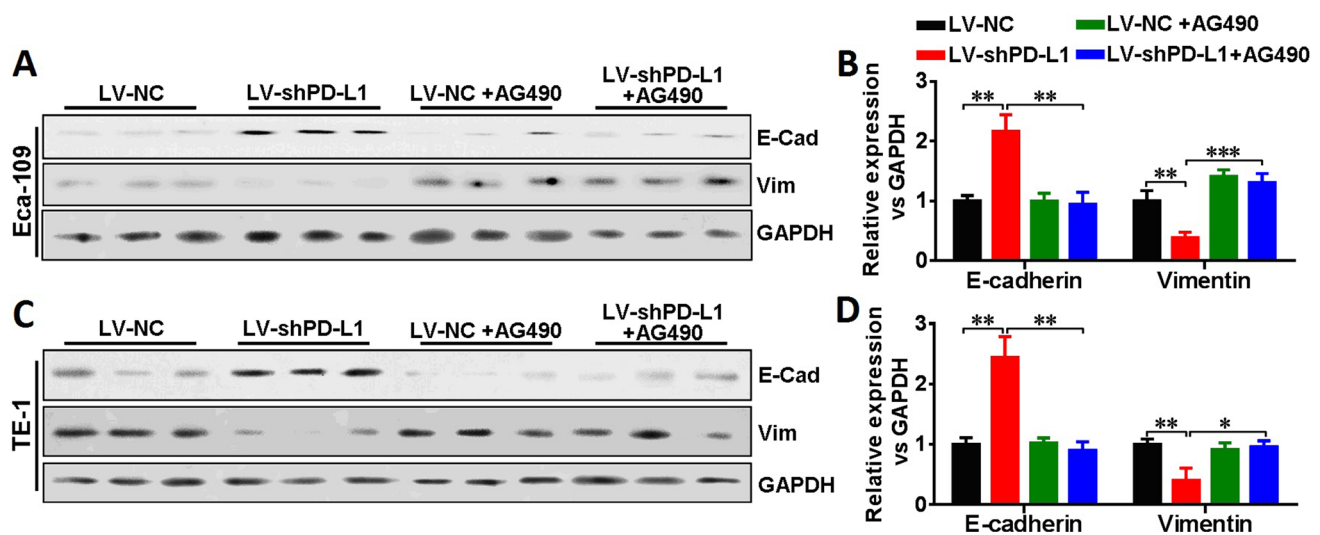 LV-NC
LV-NC +AG490
LV-shPD-L1
LV-shPD-L1+AG490
A
LV-NC
LV-shPD-L1
LV-NC +AG490
LV-shPD-L1
+AG490
Eca-109
E-Cad
Vim
GAPDH
B
Relative expression
vs GAPDH
3
2
1
0
** **
** ***
E-cadherin
Vimentin
C
LV-NC
LV-shPD-L1
LV-NC +AG490
LV-shPD-L1
+AG490
TE-1
E-Cad
Vim
GAPDH
D
Relative expression
vs GAPDH
3
2
1
0
** **
** *
E-cadherin
Vimentin